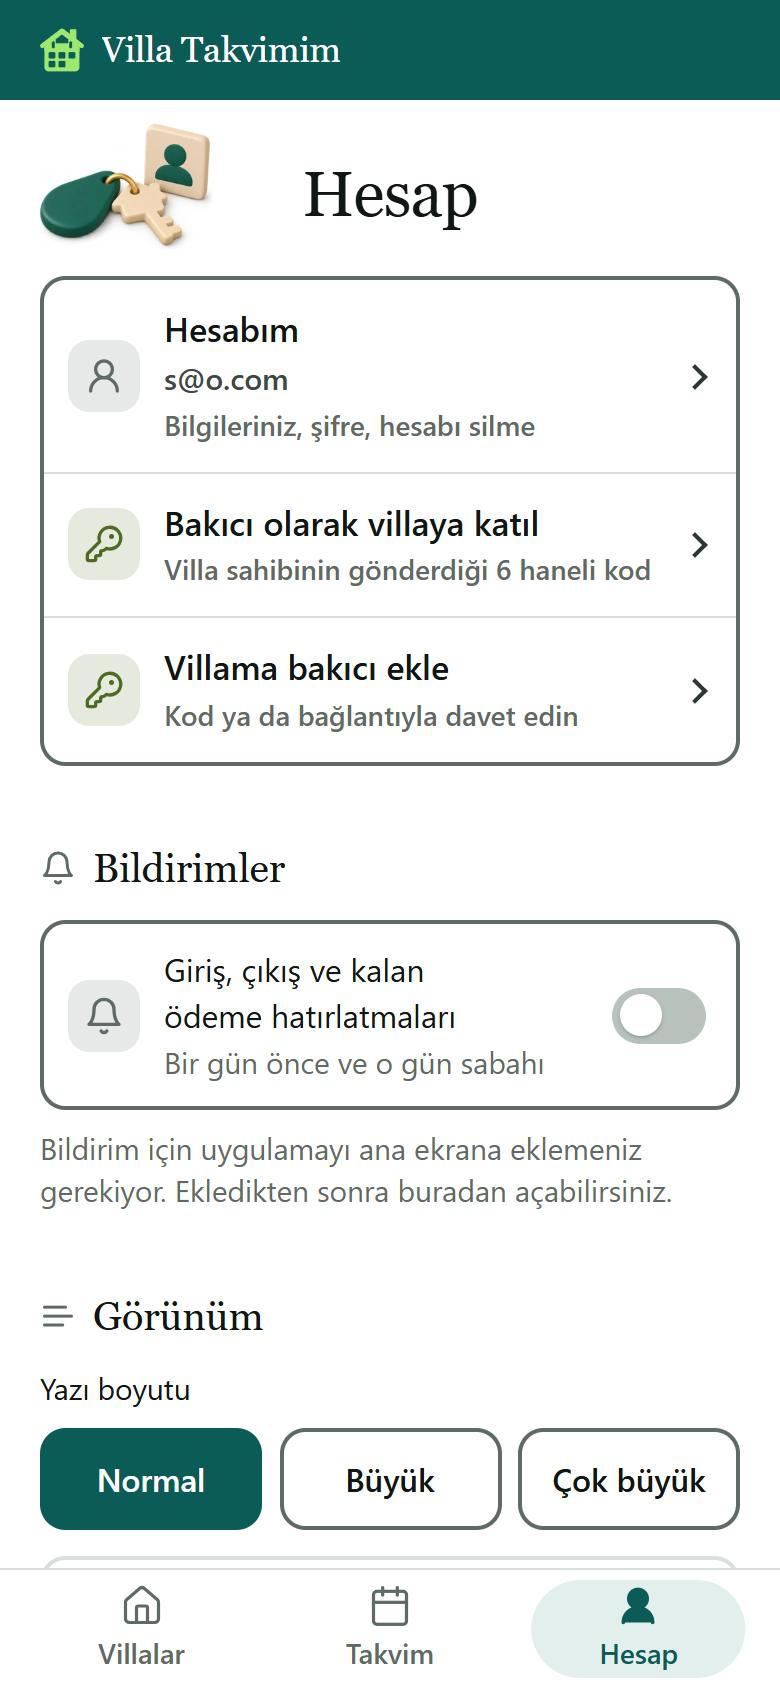 Villa Takvimim
Hesap
Hesabım
s@o.com
Bilgileriniz, şifre, hesabı silme
Bakıcı olarak villaya katıl
Villa sahibinin gönderdiği 6 haneli kod
Villama bakıcı ekle
Kod ya da bağlantıyla davet edin
Bildirimler
Giriş, çıkış ve kalan
ödeme hatırlatmaları
Bir gün önce ve o gün sabahı
Bildirim için uygulamayı ana ekrana eklemeniz
gerekiyor. Ekledikten sonra buradan açabilirsiniz.
Görünüm
Yazı boyutu
Normal
Büyük
Çok büyük
Villalar
Takvim
Hesap